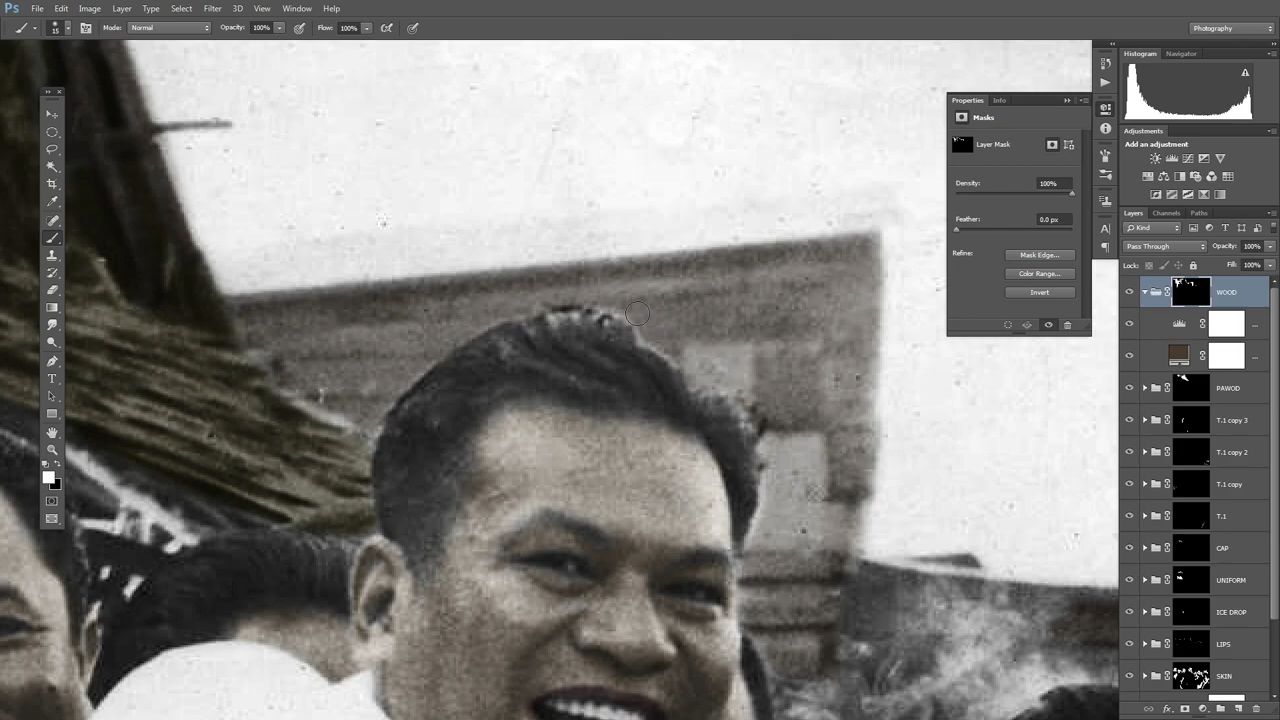 Ps File Edit Image Layer Type Select Filter 3D View Window Help
15 Mode: Normal Opacity: 100% Flow: 100% Photography
Histogram Navigator
Properties Info
Masks
Layer Mask
Density: 100%
Feather: 0.0 px
Refine: Mask Edge...
Color Range...
Invert
Adjustments
Add an adjustment
Layers Channels Paths
Kind
Pass Through Opacity: 100%
Lock: Fill: 100%
WOOD
...
...
PAWOD
T.1 copy 3
T.1 copy 2
T.1 copy
T.1
CAP
UNIFORM
ICE DROP
LIPS
SKIN